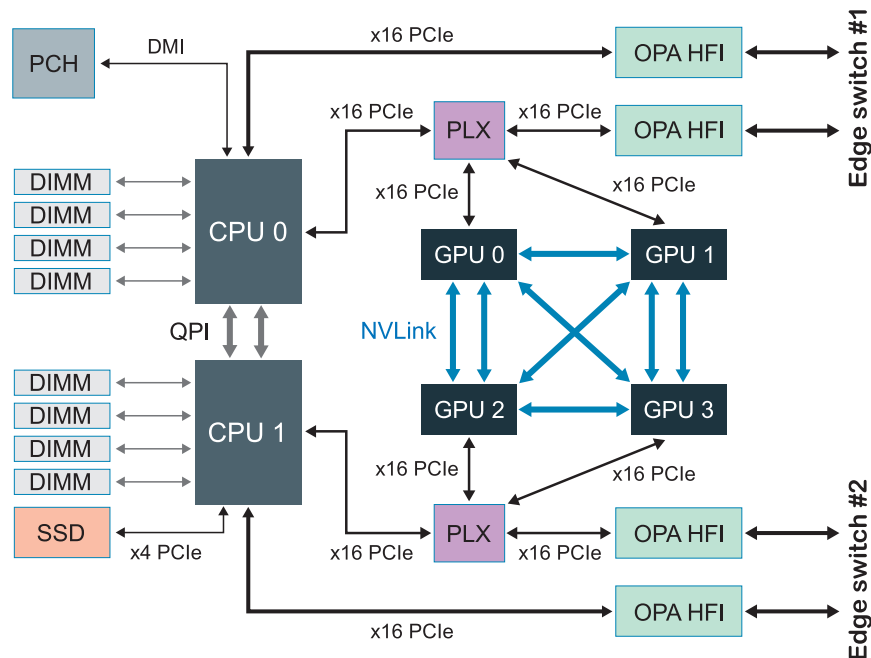 x16 PCIe
OPA HFI
Edge switch #1
PCH
DMI
x16 PCIe
PLX
x16 PCIe
OPA HFI
DIMM
DIMM
DIMM
DIMM
CPU 0
x16 PCIe
x16 PCIe
GPU 0
GPU 1
QPI
NVLink
DIMM
DIMM
DIMM
DIMM
CPU 1
GPU 2
GPU 3
x16 PCIe
x16 PCIe
SSD
x4 PCIe
x16 PCIe
PLX
x16 PCIe
OPA HFI
Edge switch #2
x16 PCIe
OPA HFI